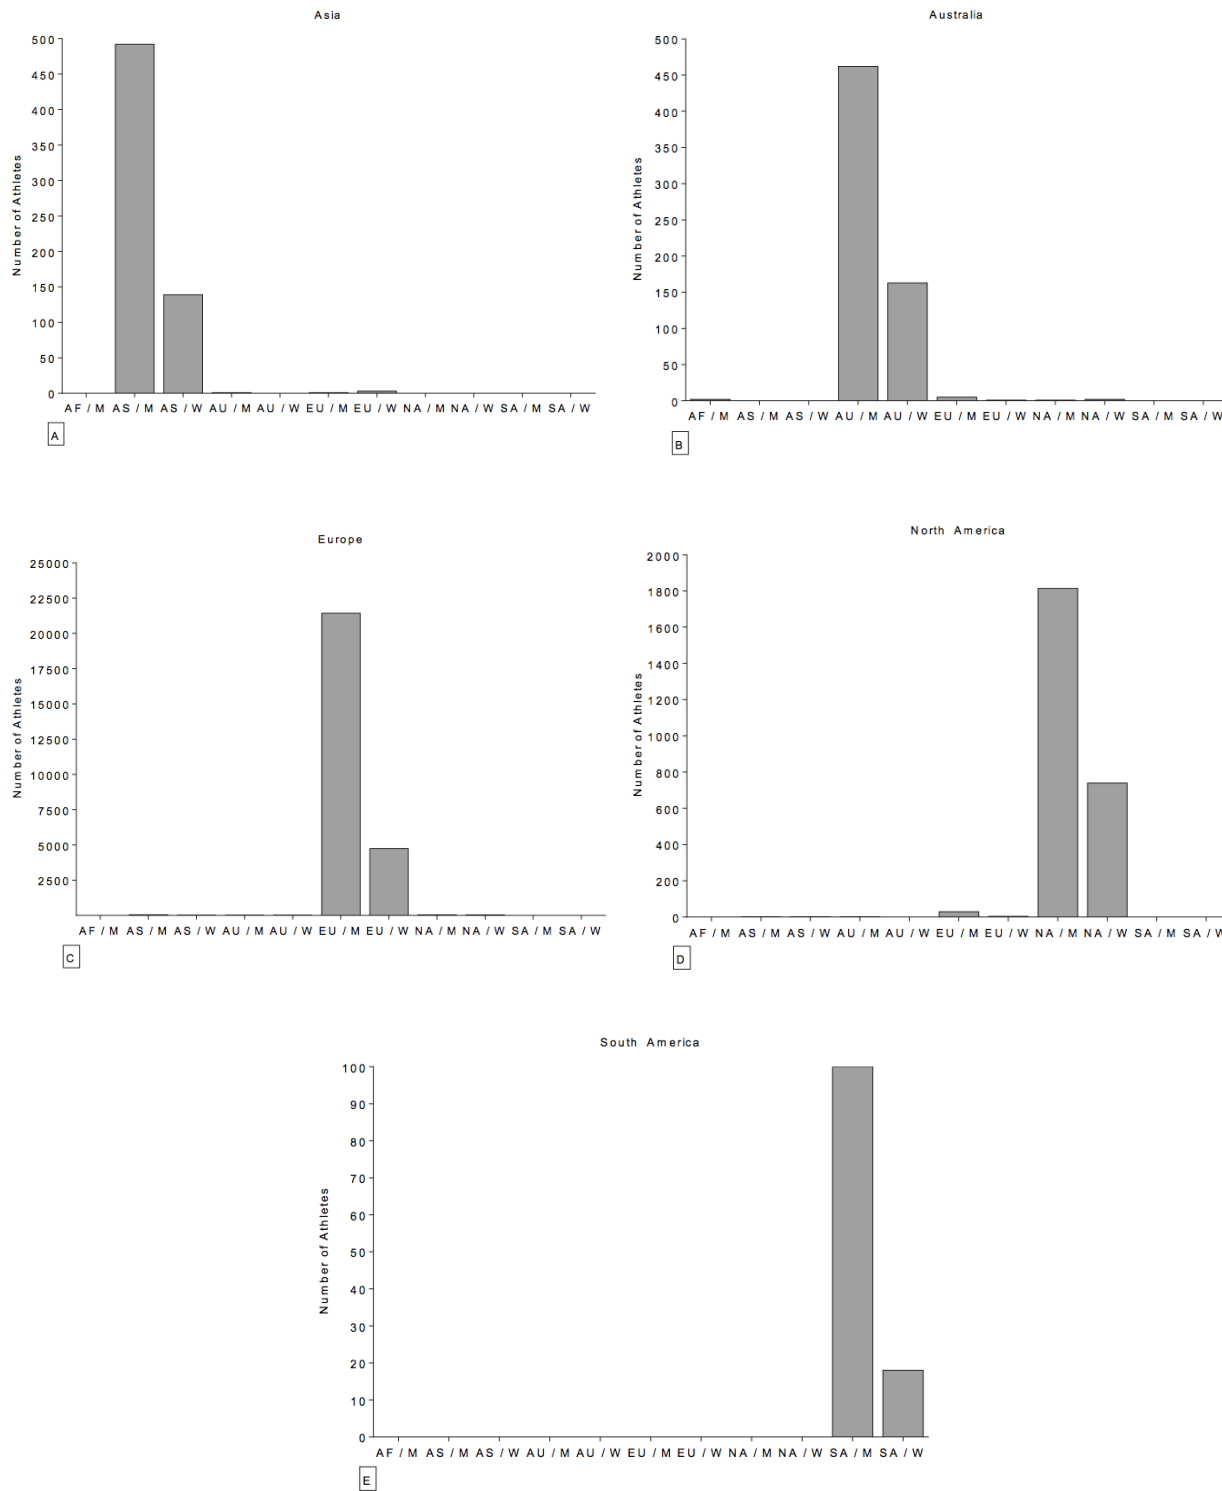 Asia
Number of Athletes
500
450
400
350
300
250
200
150
100
50
0
AF / M AS / M AS / W AU / M AU / W EU / M EU / W NA / M NA / W SA / M SA / W
A
Australia
Number of Athletes
500
450
400
350
300
250
200
150
100
50
0
AF / M AS / M AS / W AU / M AU / W EU / M EU / W NA / M NA / W SA / M SA / W
B
Europe
Number of Athletes
25000
22500
20000
17500
15000
12500
10000
7500
5000
2500
AF / M AS / M AS / W AU / M AU / W EU / M EU / W NA / M NA / W SA / M SA / W
C
North America
Number of Athletes
2000
1800
1600
1400
1200
1000
800
600
400
200
0
AF / M AS / M AS / W AU / M AU / W EU / M EU / W NA / M NA / W SA / M SA / W
D
South America
Number of Athletes
100
90
80
70
60
50
40
30
20
10
0
AF / M AS / M AS / W AU / M AU / W EU / M EU / W NA / M NA / W SA / M SA / W
E